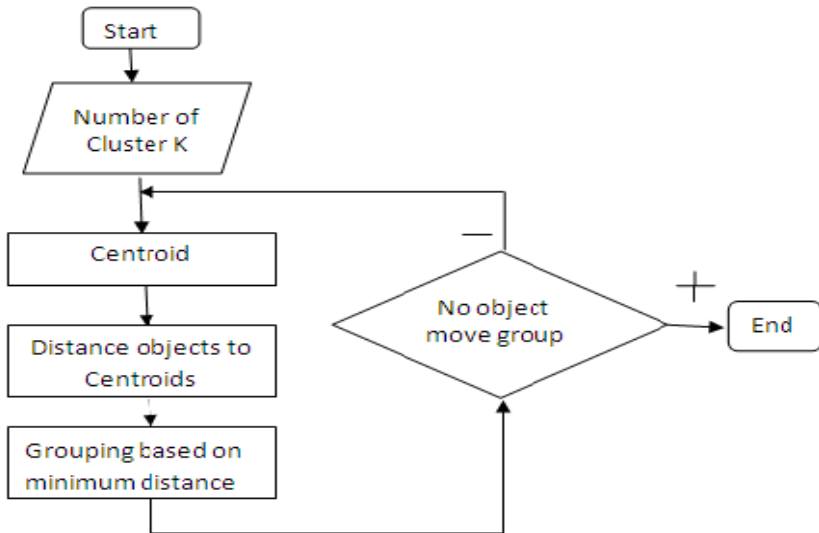 Start
Number of
Cluster K
Centroid
Distance objects to
Centroids
Grouping based on
minimum distance
No object
move group
−
+
End